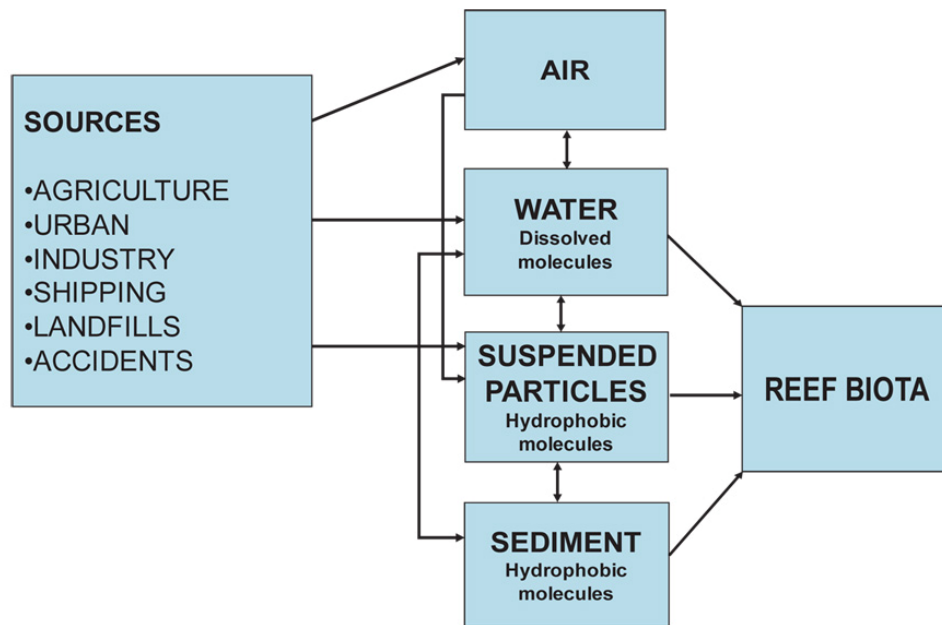 SOURCES
•AGRICULTURE
•URBAN
•INDUSTRY
•SHIPPING
•LANDFILLS
•ACCIDENTS
AIR
WATER
Dissolved
molecules
SUSPENDED
PARTICLES
Hydrophobic
molecules
SEDIMENT
Hydrophobic
molecules
REEF BIOTA